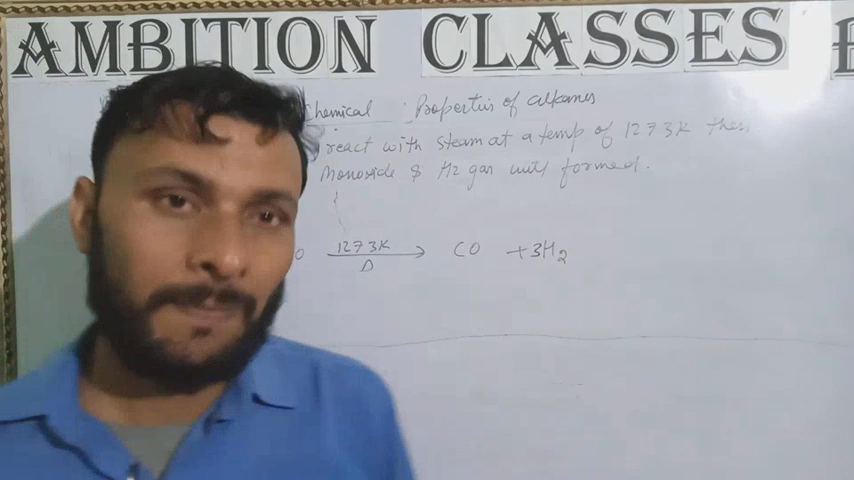 AMBITION CLASSES
Chemical Properties of alkanes
react with steam at a temp of 1273K then
Monoxide & H2 gas will formed.
1273K
O → CO + 3H2
Δ